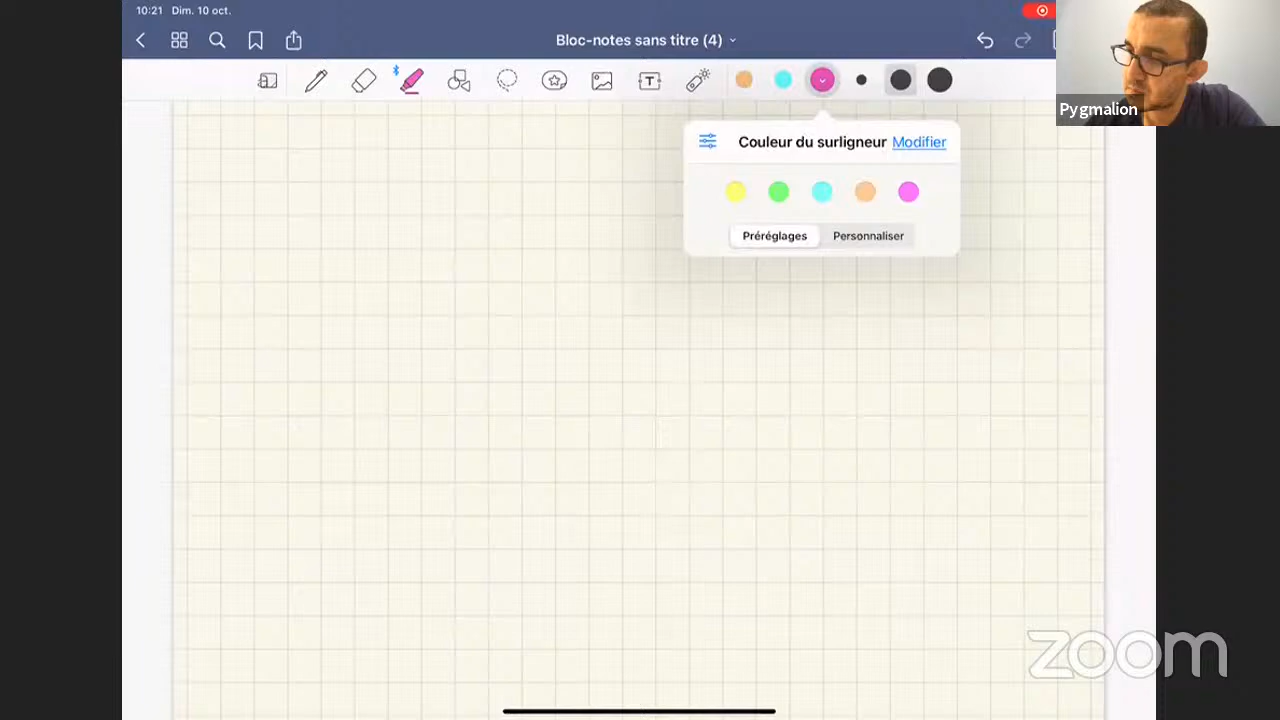 10:21 Dim. 10 oct.
Bloc-notes sans titre (4)
T
Couleur du surligneur Modifier
Préréglages Personnaliser
Pygmalion
zoom